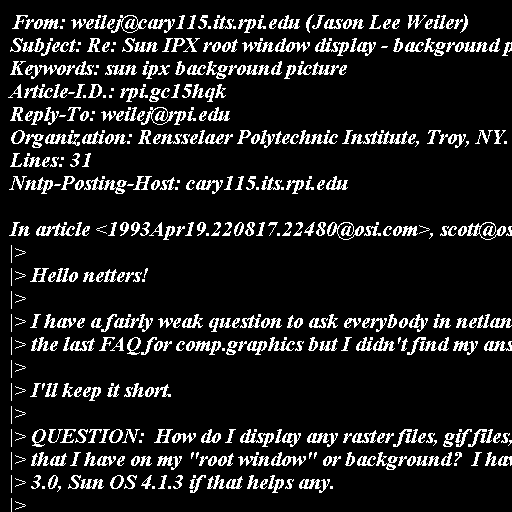 From: weilej@cary115.its.rpi.edu (Jason Lee Weiler)
Subject: Re: Sun IPX root window display - background p
Keywords: sun ipx background picture
Article-I.D.: rpi.gc15hqk
Reply-To: weilej@rpi.edu
Organization: Rensselaer Polytechnic Institute, Troy, NY.
Lines: 31
Nntp-Posting-Host: cary115.its.rpi.edu

In article <1993Apr19.220817.22480@osi.com>, scott@os
|>
|> Hello netters!
|>
|> I have a fairly weak question to ask everybody in netlan
|> the last FAQ for comp.graphics but I didn't find my ans
|>
|> I'll keep it short.
|>
|> QUESTION:  How do I display any raster files, gif files,
|> that I have on my "root window" or background?  I hav
|> 3.0, Sun OS 4.1.3 if that helps any.
|>